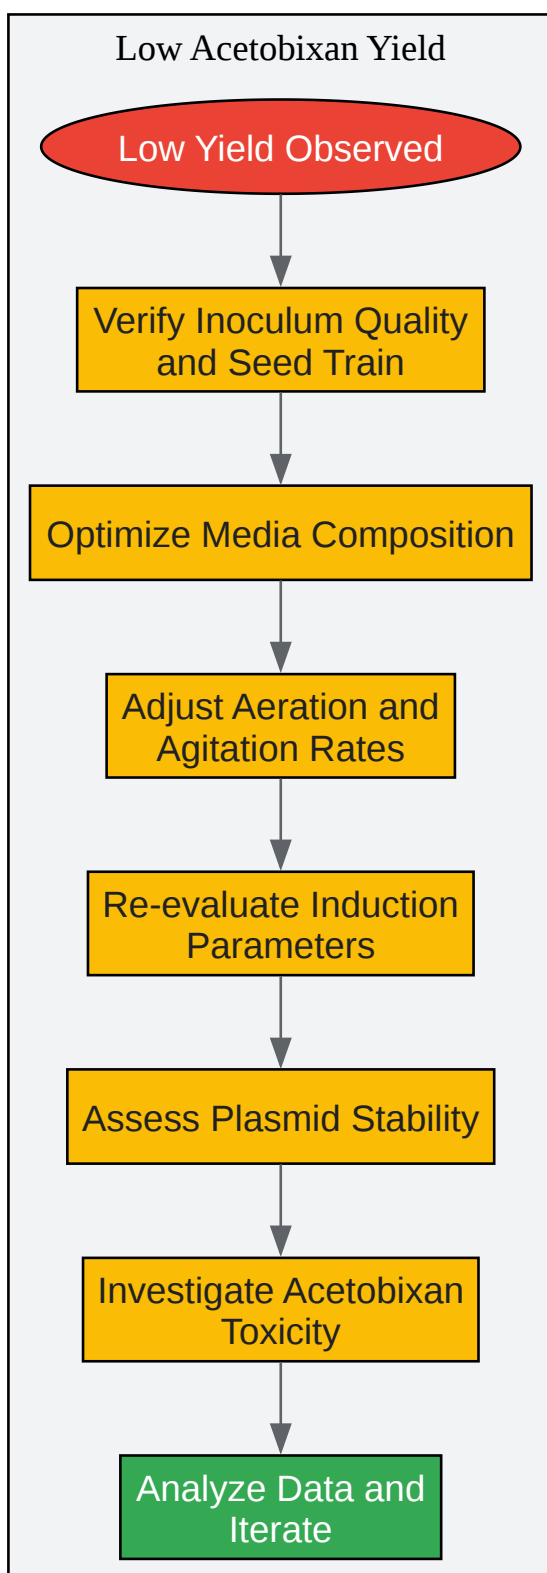 Low Acetobixan Yield
Low Yield Observed
Verify Inoculum Quality
and Seed Train
Optimize Media Composition
Adjust Aeration and
Agitation Rates
Re-evaluate Induction
Parameters
Assess Plasmid Stability
Investigate Acetobixan
Toxicity
Analyze Data and
Iterate